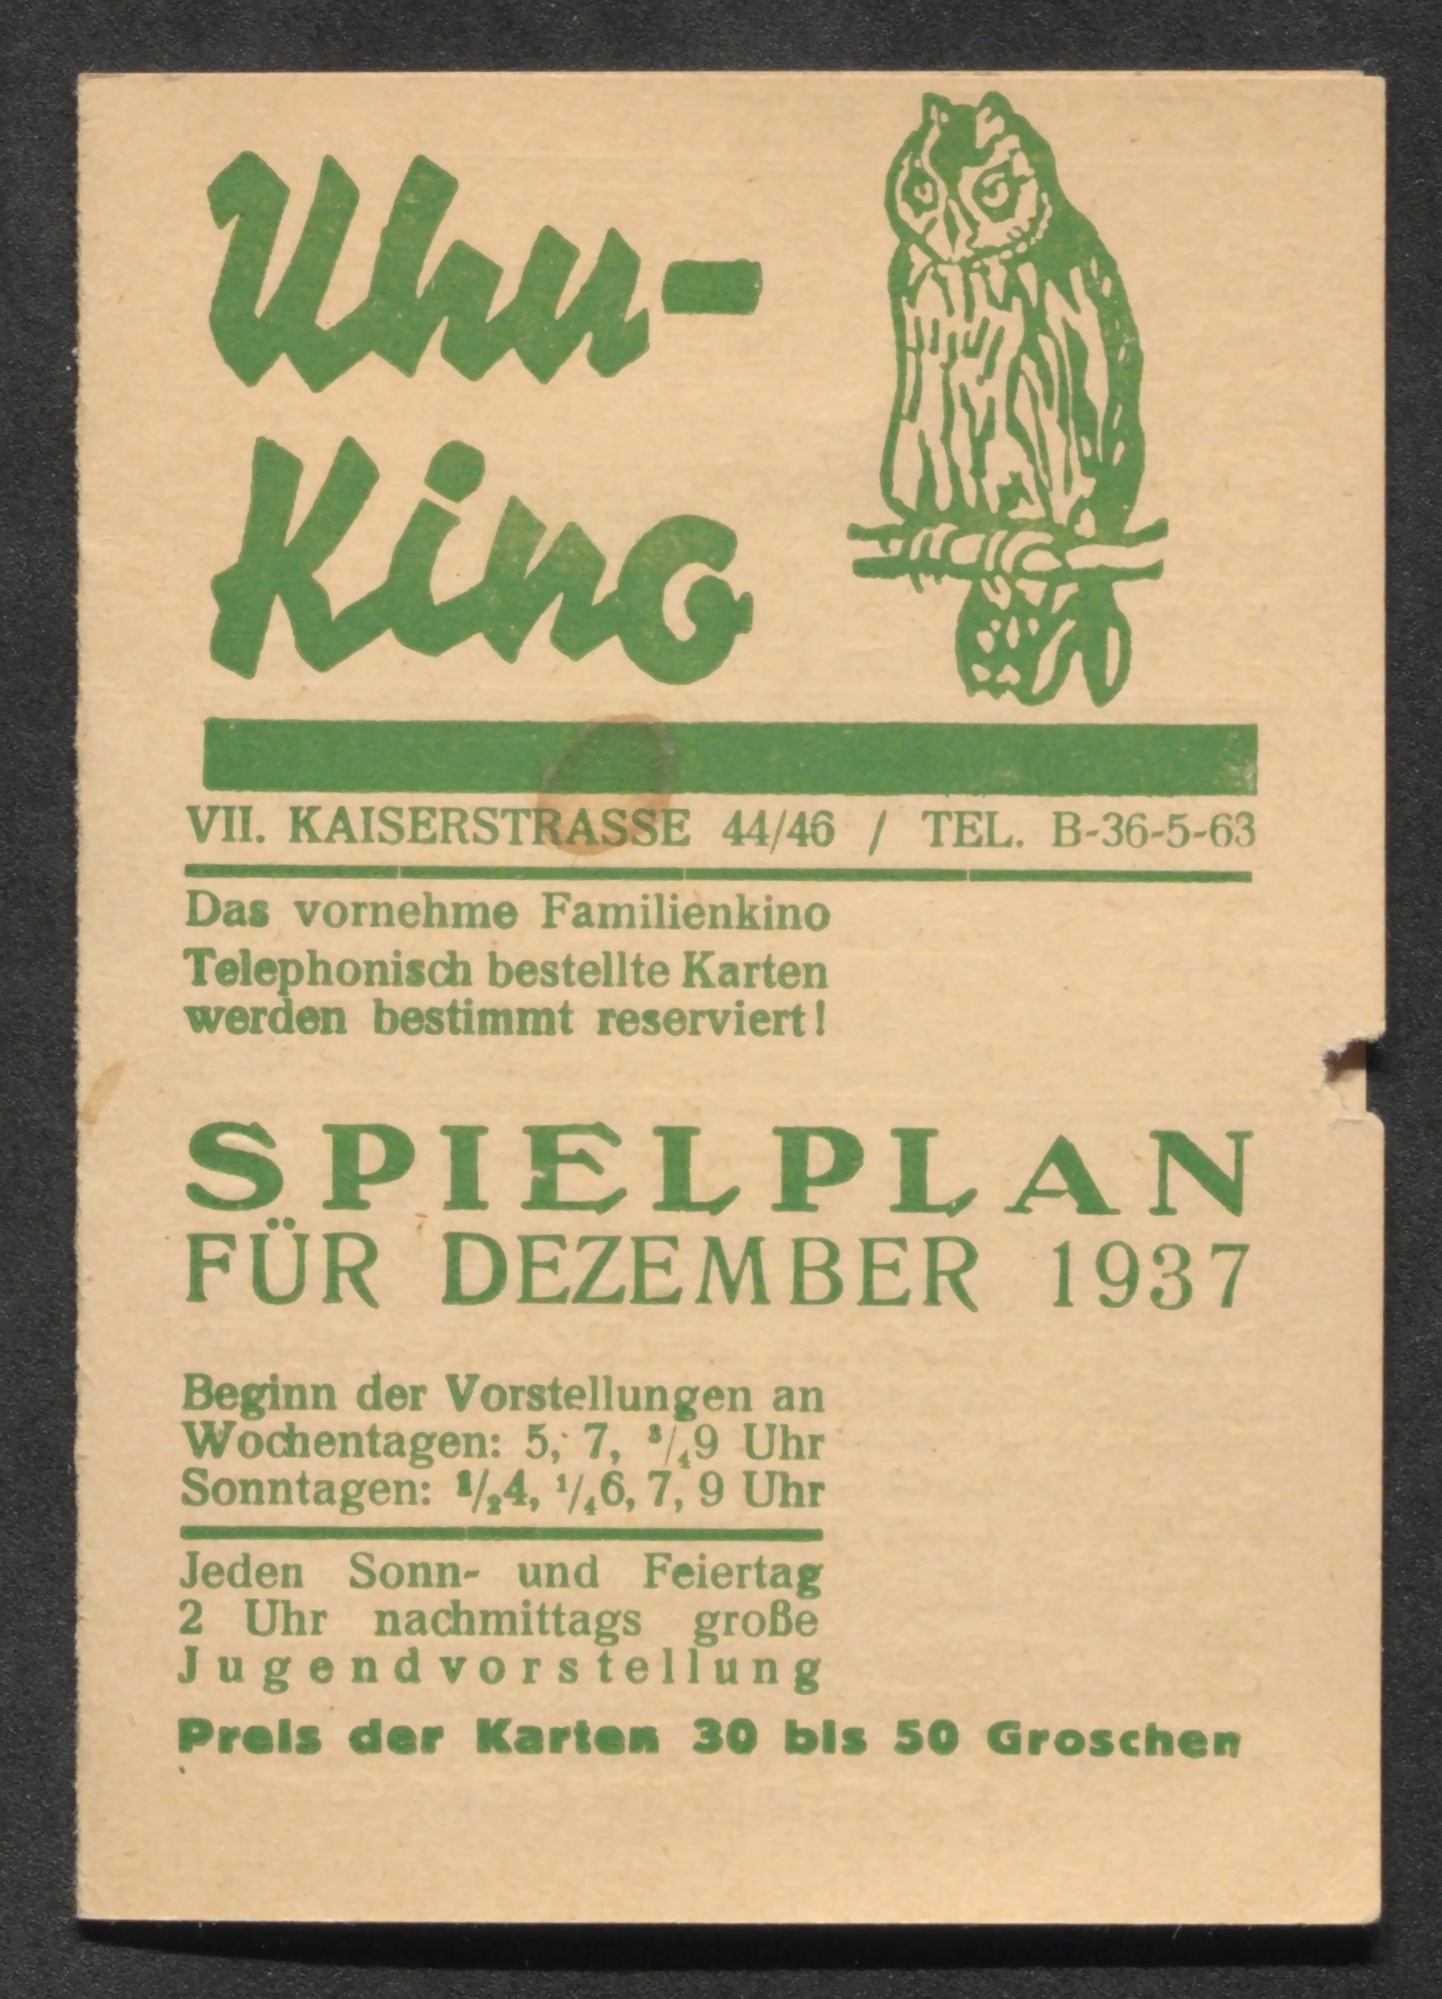 Uhu-
Kino
VII. KAISERSTRASSE 44/46 / TEL. B-36-5-63
Das vornehme Familienkino
Telephonisch bestellte Karten
werden bestimmt reserviert!
SPIELPLAN
FÜR DEZEMBER 1937
Beginn der Vorstellungen an
Wochentagen: 5, 7, 3/49 Uhr
Sonntagen: 1/24, 1/46, 7, 9 Uhr
Jeden Sonn- und Feiertag
2 Uhr nachmittags große
Jugendvorstellung
Preis der Karten 30 bis 50 Groschen